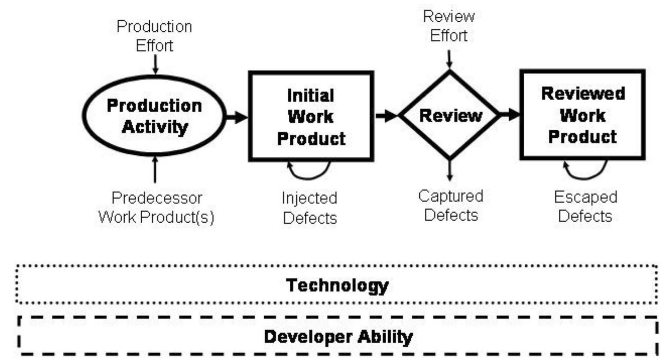 Production
Effort
Review
Effort
Production
Activity
Initial
Work
Product
Review
Reviewed
Work
Product
Predecessor
Work Product(s)
Injected
Defects
Captured
Defects
Escaped
Defects
Technology
Developer Ability